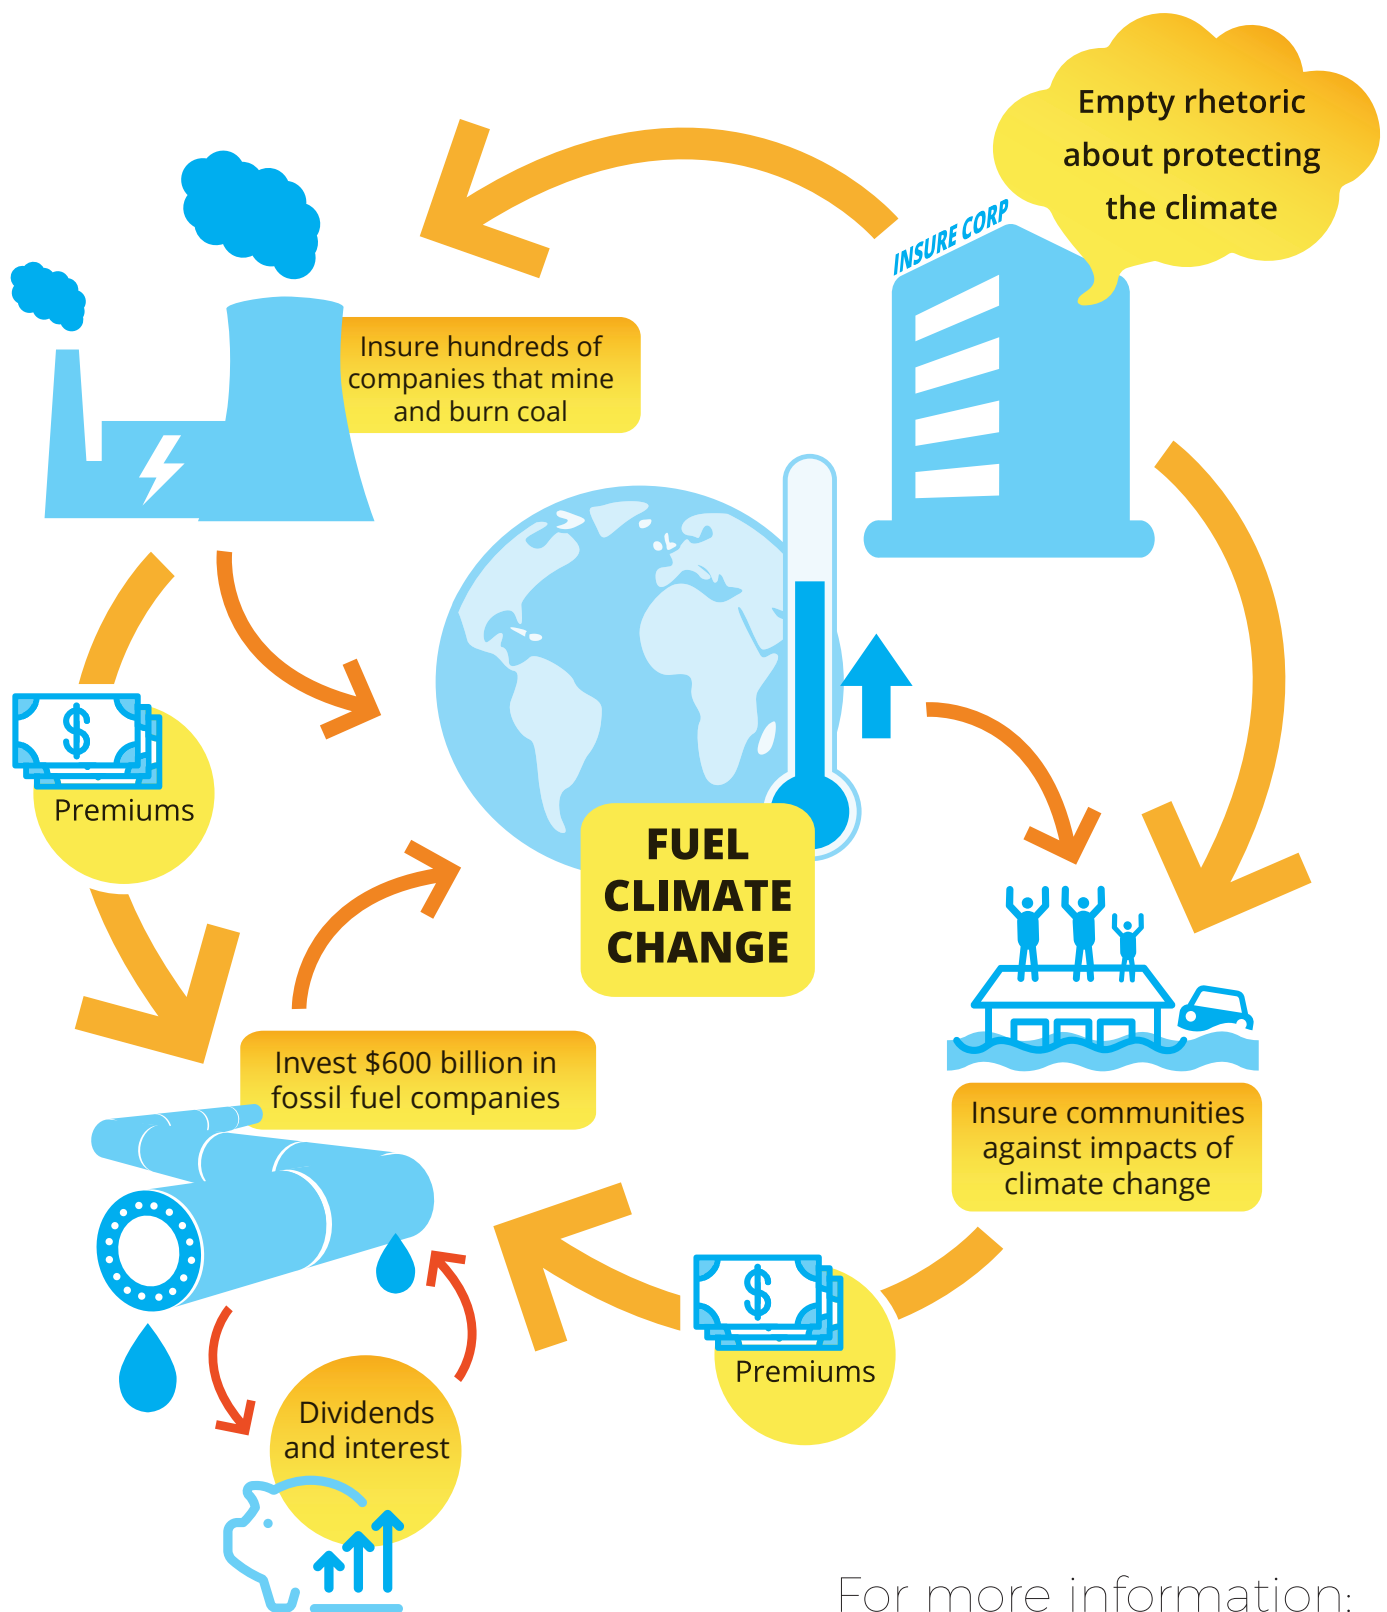 Empty rhetoric
about protecting
the climate
INSURE CORP
Insure hundreds of
companies that mine
and burn coal
$
Premiums
FUEL
CLIMATE
CHANGE
Invest $600 billion in
fossil fuel companies
Insure communities
against impacts of
climate change
$
Premiums
Dividends
and interest
For more information: